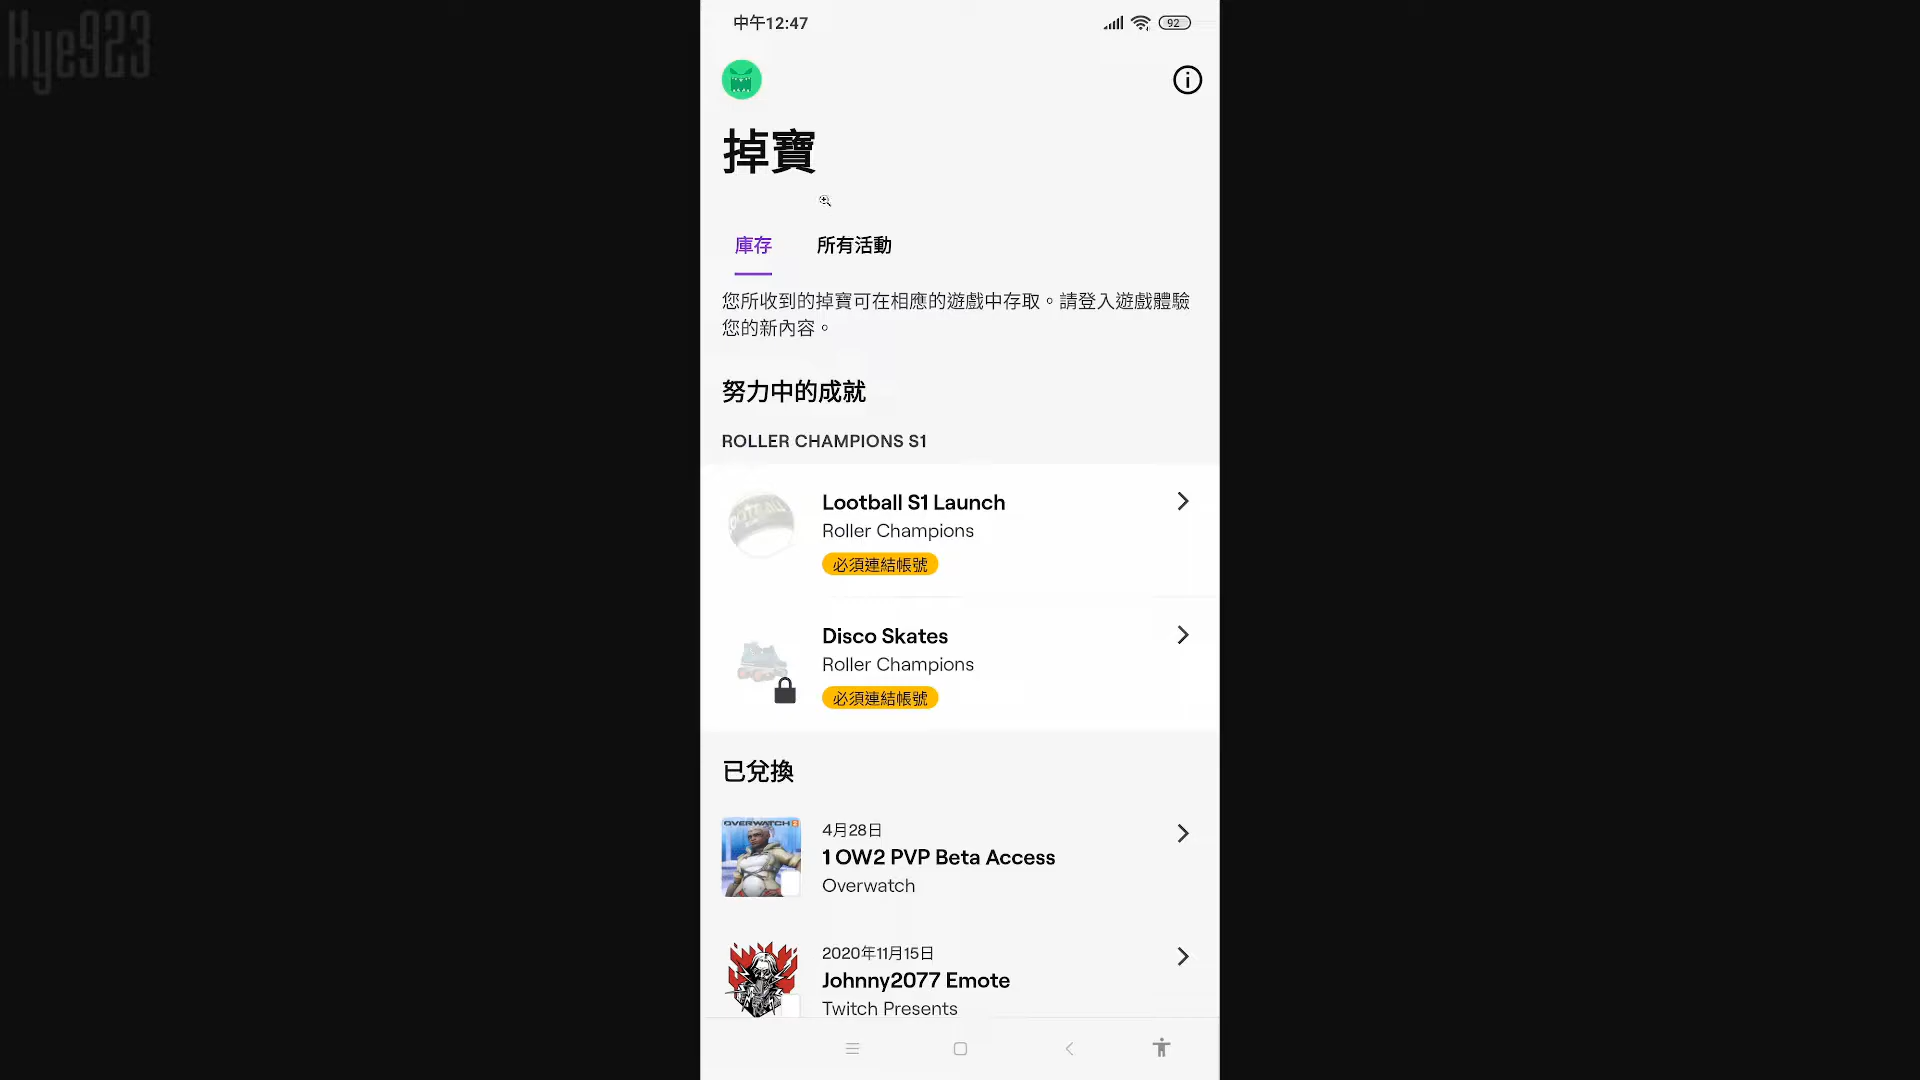 Kye923
中午12:47
92
掉寶
庫存 所有活動
您所收到的掉寶可在相應的遊戲中存取。請登入遊戲體驗
您的新內容。
努力中的成就
ROLLER CHAMPIONS S1
Lootball S1 Launch
Roller Champions
必須連結帳號
Disco Skates
Roller Champions
必須連結帳號
已兌換
OVERWATCH 2
4月28日
1 OW2 PVP Beta Access
Overwatch
2020年11月15日
Johnny2077 Emote
Twitch Presents